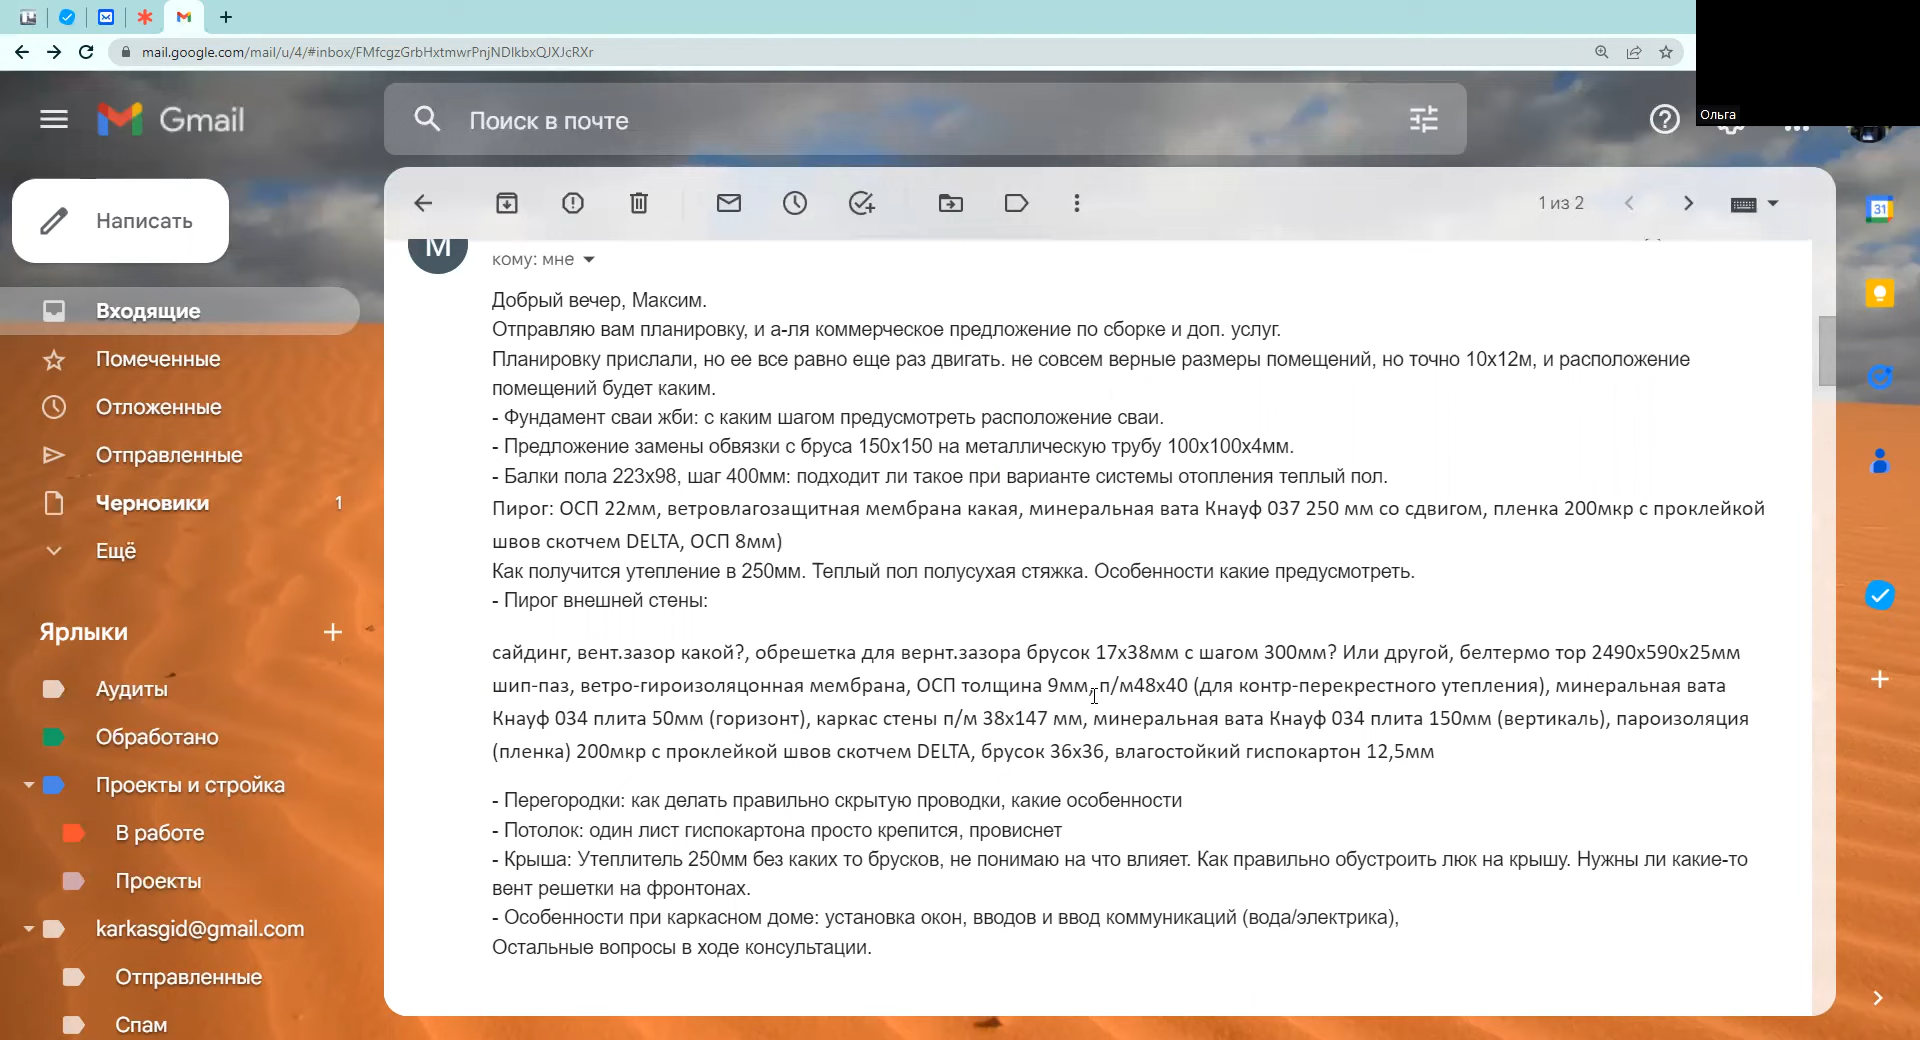 mail.google.com/mail/u/4/#inbox/FMfcgzGrbHxtmwrPnjNDlkbxQJXJcRXr
Ольга
Gmail
Поиск в почте
Написать
1 из 2
31
Входящие
Помеченные
Отложенные
Отправленные
Черновики 1
Ещё
Ярлыки
Аудиты
Обработано
Проекты и стройка
В работе
Проекты
karkasgid@gmail.com
Отправленные
Спам
М
кому: мне
Добрый вечер, Максим.
Отправляю вам планировку, и а-ля коммерческое предложение по сборке и доп. услуг.
Планировку прислали, но ее все равно еще раз двигать. не совсем верные размеры помещений, но точно 10х12м, и расположение
помещений будет каким.
- Фундамент сваи жби: с каким шагом предусмотреть расположение сваи.
- Предложение замены обвязки с бруса 150х150 на металлическую трубу 100х100х4мм.
- Балки пола 223х98, шаг 400мм: подходит ли такое при варианте системы отопления теплый пол.
Пирог: ОСП 22мм, ветровлагозащитная мембрана какая, минеральная вата Кнауф 037 250 мм со сдвигом, пленка 200мкр с проклейкой
швов скотчем DELTA, ОСП 8мм)
Как получится утепление в 250мм. Теплый пол полусухая стяжка. Особенности какие предусмотреть.
- Пирог внешней стены:
сайдинг, вент.зазор какой?, обрешетка для вернт.зазора брусок 17х38мм с шагом 300мм? Или другой, белтермо тор 2490х590х25мм
шип-паз, ветро-гироизоляцонная мембрана, ОСП толщина 9мм, п/м48х40 (для контр-перекрестного утепления), минеральная вата
Кнауф 034 плита 50мм (горизонт), каркас стены п/м 38х147 мм, минеральная вата Кнауф 034 плита 150мм (вертикаль), пароизоляция
(пленка) 200мкр с проклейкой швов скотчем DELTA, брусок 36х36, влагостойкий гиспокартон 12,5мм
- Перегородки: как делать правильно скрытую проводки, какие особенности
- Потолок: один лист гиспокартона просто крепится, провиснет
- Крыша: Утеплитель 250мм без каких то брусков, не понимаю на что влияет. Как правильно обустроить люк на крышу. Нужны ли какие-то
вент решетки на фронтонах.
- Особенности при каркасном доме: установка окон, вводов и ввод коммуникаций (вода/электрика),
Остальные вопросы в ходе консультации.